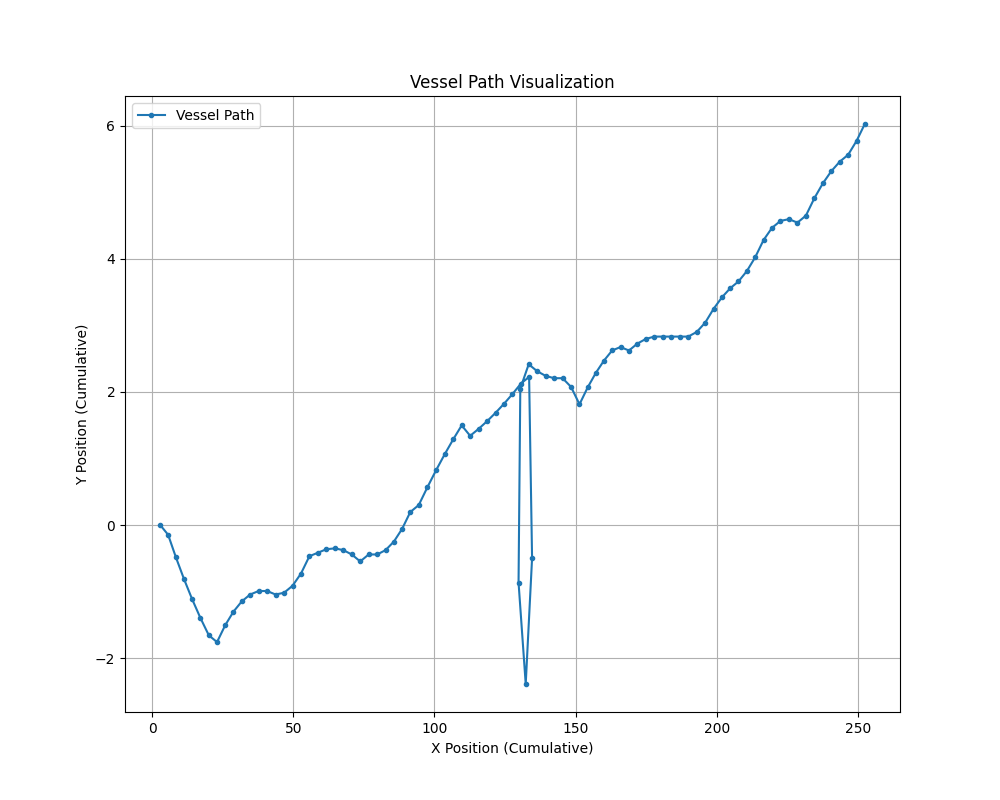 Vessel Path Visualization
Vessel Path
6
4
2
0
−2
Y Position (Cumulative)
0 50 100 150 200 250
X Position (Cumulative)